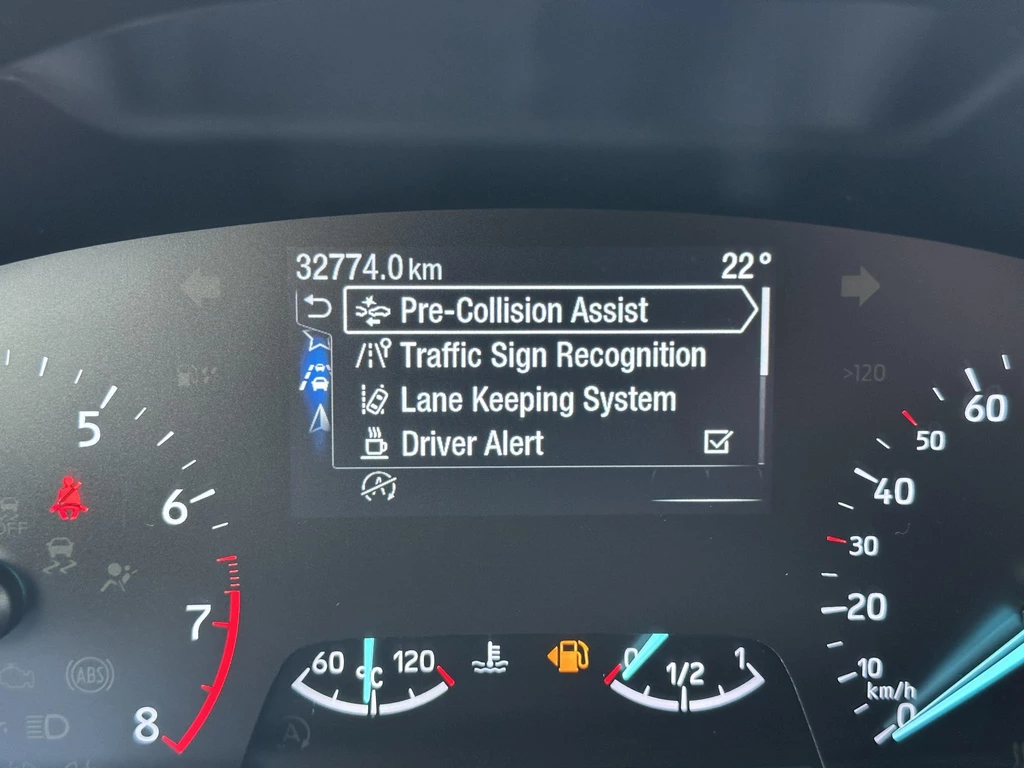 32774.0 km 22°
Pre-Collision Assist
Traffic Sign Recognition
Lane Keeping System
Driver Alert
A
5
6
7
8
OFF
ABS
A
60 °C 120
0 1/2 1
>120
60
50
40
30
20
10
km/h
0